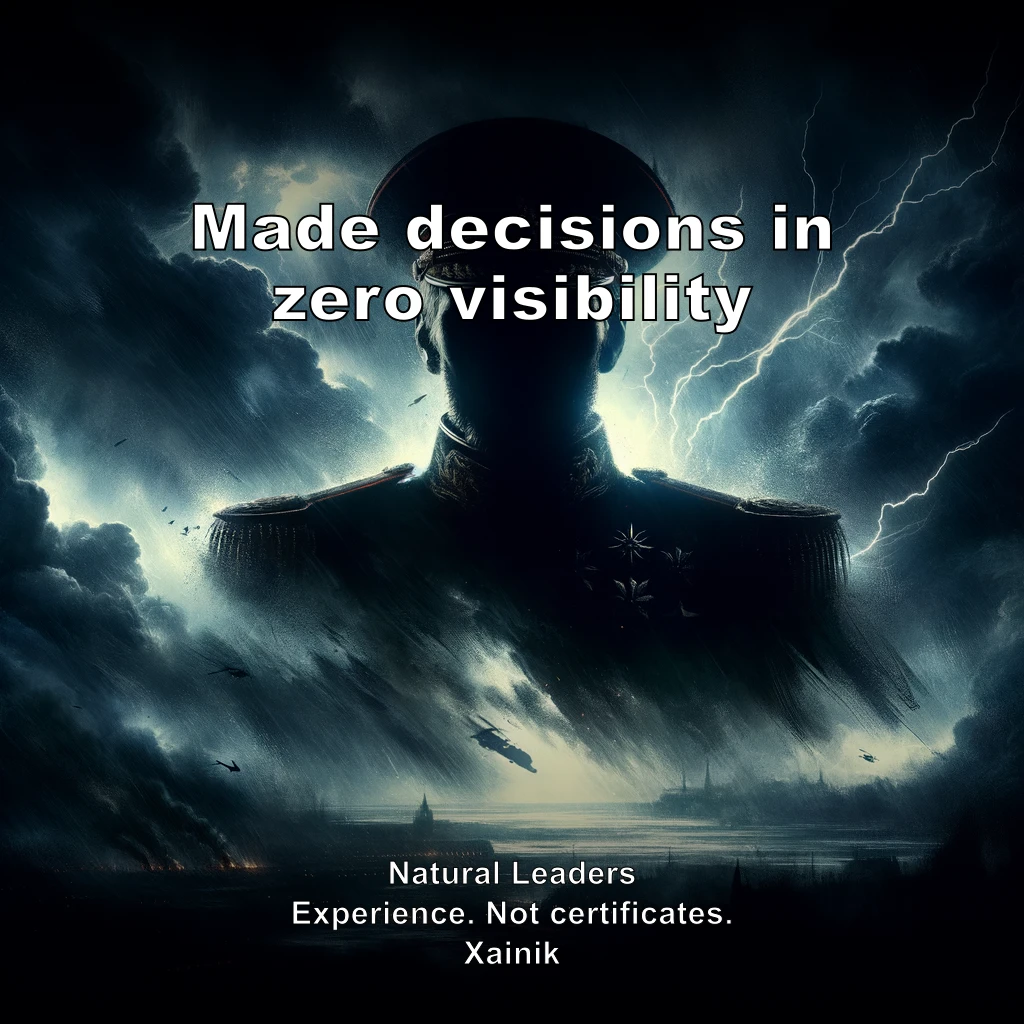 Made decisions in
zero visibility
Natural Leaders
Experience. Not certificates.
Xainik